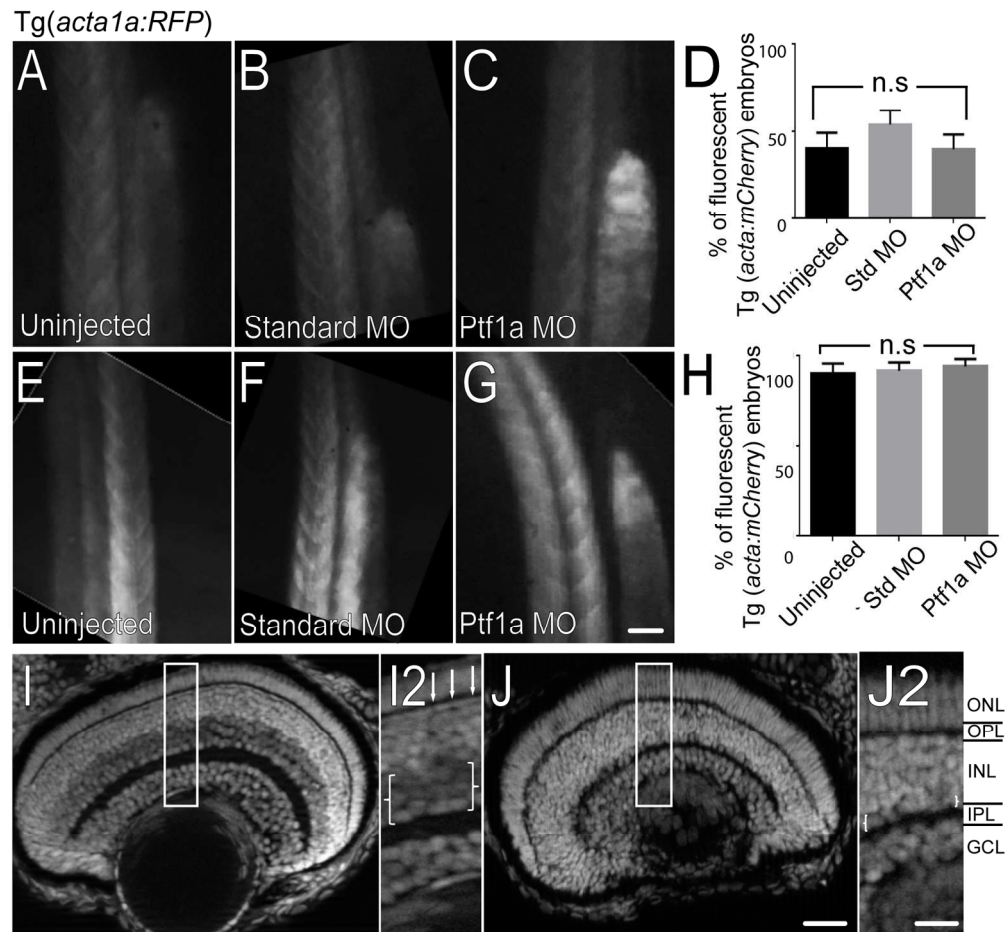 Tg(acta1a:RFP)
A
Uninjected
B
Standard MO
C
Ptf1a MO
D
% of fluorescent
Tg (acta:mCherry) embryos
100
50
0
n.s
Uninjected
Std MO
Ptf1a MO
E
Uninjected
F
Standard MO
G
Ptf1a MO
H
% of fluorescent
Tg (acta:mCherry) embryos
100
50
0
n.s
Uninjected
- Std MO
Ptf1a MO
I
I2
J
J2
ONL
OPL
INL
IPL
GCL